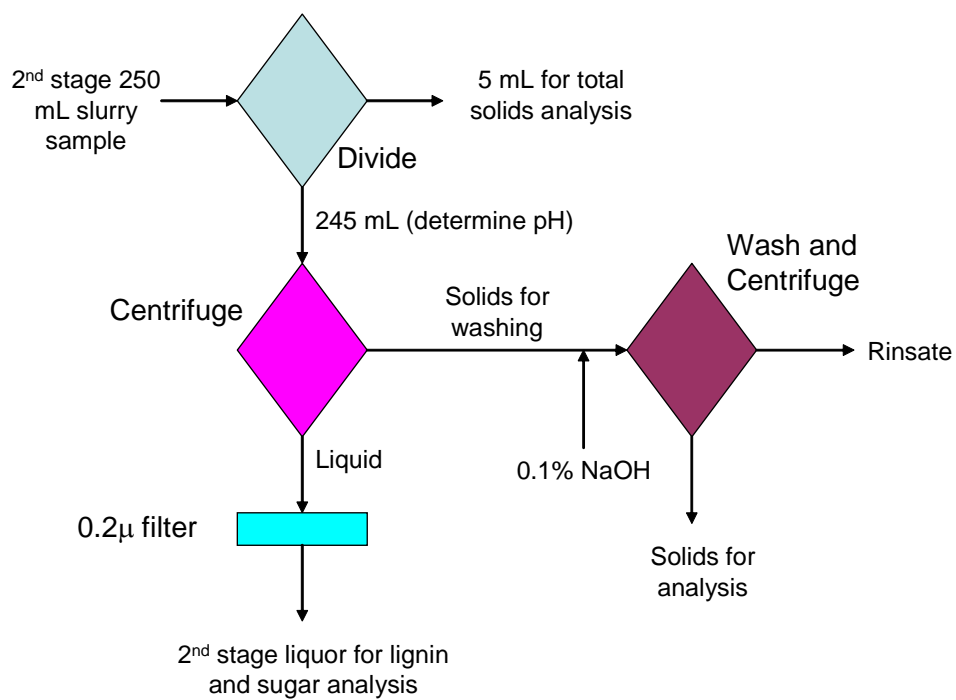 2nd stage 250
mL slurry
sample
5 mL for total
solids analysis
Divide
245 mL (determine pH)
Wash and
Centrifuge
Centrifuge
Solids for
washing
Rinsate
Liquid
0.1% NaOH
0.2μ filter
Solids for
analysis
2nd stage liquor for lignin
and sugar analysis